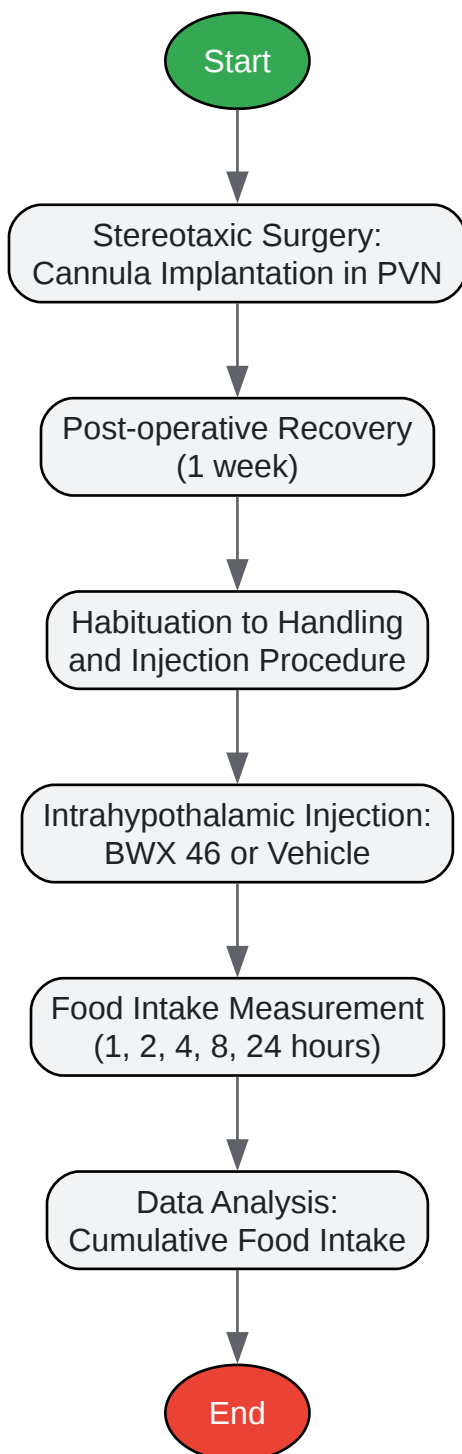 Start
Stereotaxic Surgery:
Cannula Implantation in PVN
Post-operative Recovery
(1 week)
Habituation to Handling
and Injection Procedure
Intrahypothalamic Injection:
BWX 46 or Vehicle
Food Intake Measurement
(1, 2, 4, 8, 24 hours)
Data Analysis:
Cumulative Food Intake
End